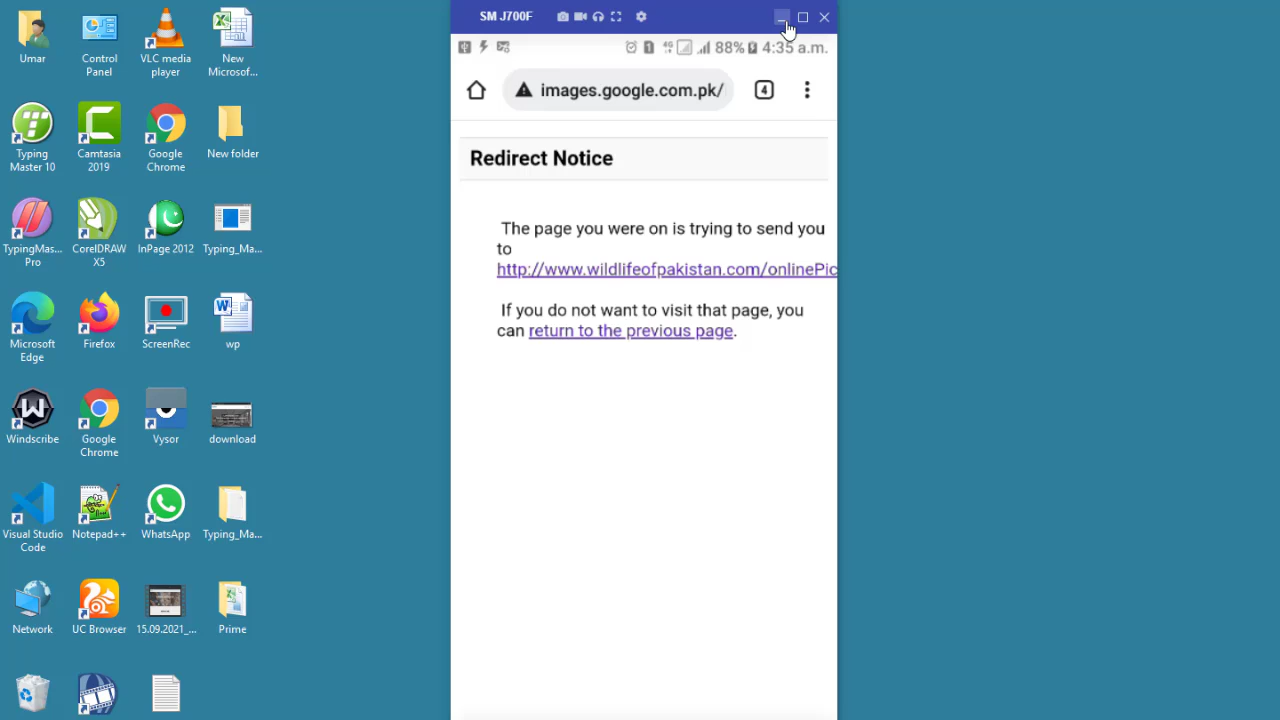 Umar
Control
Panel
VLC media
player
New
Microsof...
Typing
Master 10
Camtasia
2019
Google
Chrome
New folder
TypingMas...
Pro
CorelDRAW
X5
InPage 2012
Typing_Ma...
Microsoft
Edge
Firefox
ScreenRec
wp
Windscribe
Google
Chrome
Vysor
download
Visual Studio
Code
Notepad++
WhatsApp
Typing_Ma...
Network
UC Browser
15.09.2021_...
Prime
SM J700F
88% 4:35 a.m.
images.google.com.pk/
4
Redirect Notice
The page you were on is trying to send you
to
http://www.wildlifeofpakistan.com/onlinePic
If you do not want to visit that page, you
can return to the previous page.